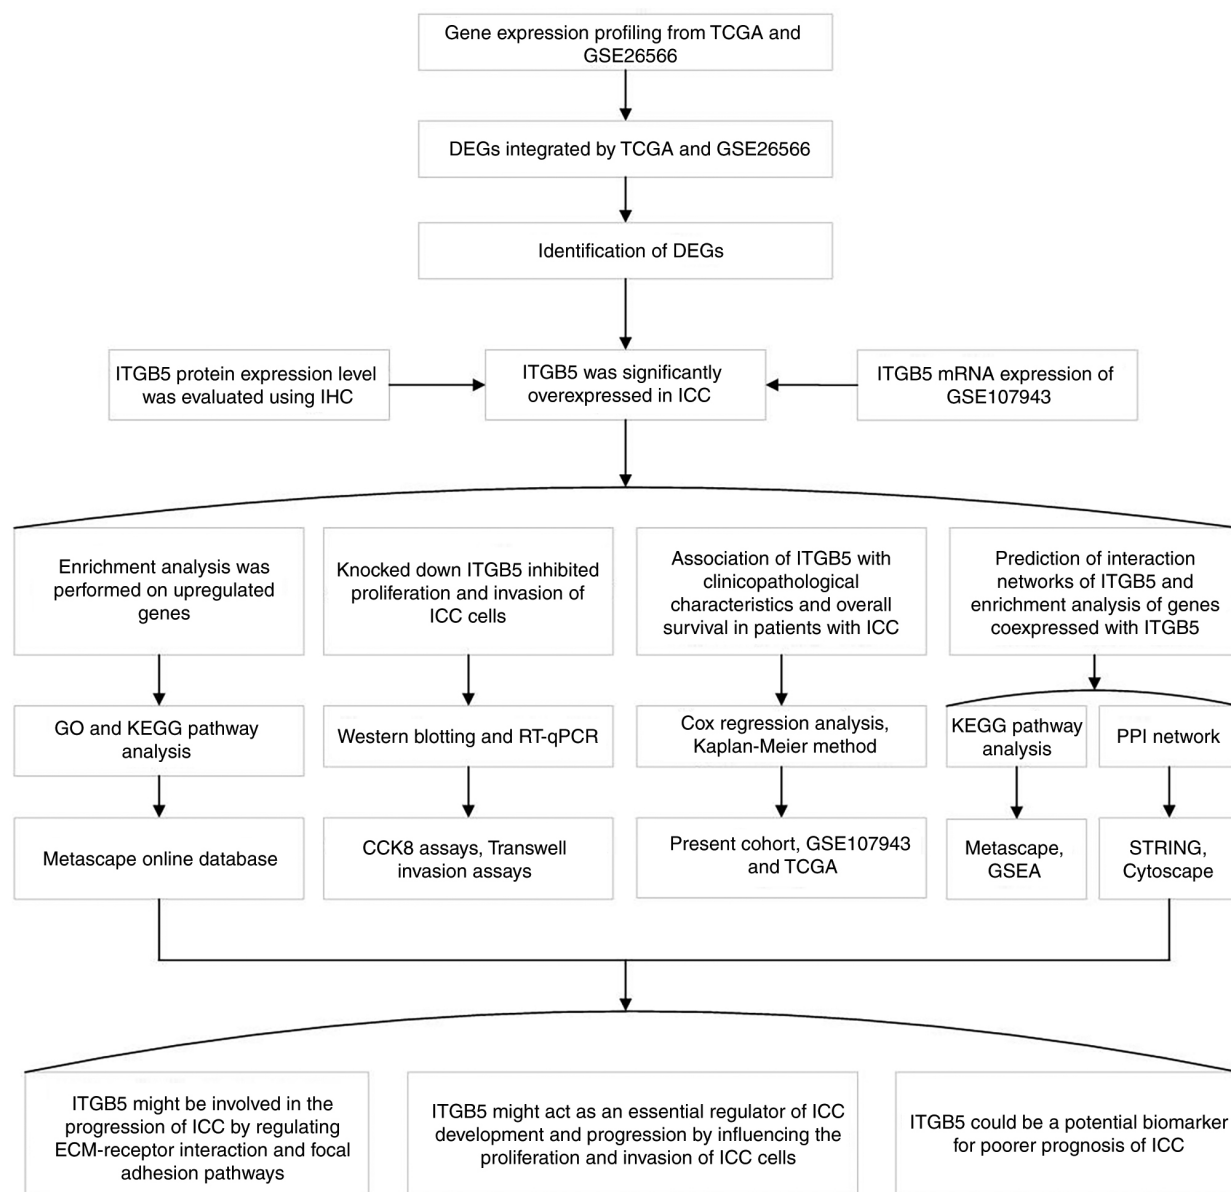 Gene expression profiling from TCGA and
GSE26566
DEGs integrated by TCGA and GSE26566
Identification of DEGs
ITGB5 protein expression level
was evaluated using IHC
ITGB5 was significantly
overexpressed in ICC
ITGB5 mRNA expression of
GSE107943
Enrichment analysis was
performed on upregulated
genes
Knocked down ITGB5 inhibited
proliferation and invasion of
ICC cells
Association of ITGB5 with
clinicopathological
characteristics and overall
survival in patients with ICC
Prediction of interaction
networks of ITGB5 and
enrichment analysis of genes
coexpressed with ITGB5
GO and KEGG pathway
analysis
Western blotting and RT-qPCR
Cox regression analysis,
Kaplan-Meier method
KEGG pathway
analysis
PPI network
Metascape online database
CCK8 assays, Transwell
invasion assays
Present cohort, GSE107943
and TCGA
Metascape,
GSEA
STRING,
Cytoscape
ITGB5 might be involved in the
progression of ICC by regulating
ECM-receptor interaction and focal
adhesion pathways
ITGB5 might act as an essential regulator of ICC
development and progression by influencing the
proliferation and invasion of ICC cells
ITGB5 could be a potential biomarker
for poorer prognosis of ICC